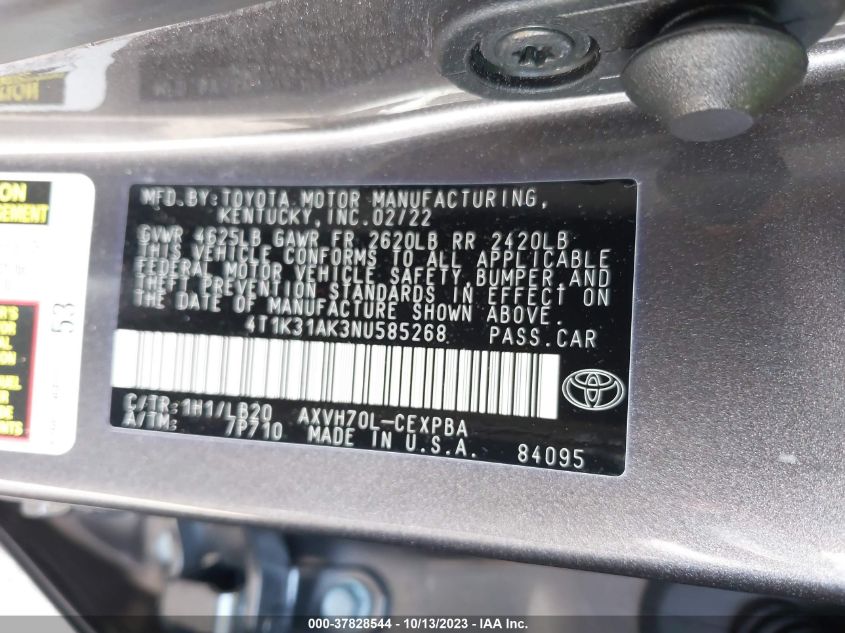 MFD.BY:TOYOTA MOTOR MANUFACTURING,
KENTUCKY,INC.02/22
GVWR 4625LB GAWR FR 2620LB RR 2420LB
THIS VEHICLE CONFORMS TO ALL APPLICABLE
FEDERAL MOTOR VEHICLE SAFETY,BUMPER,AND
THEFT PREVENTION STANDARDS IN EFFECT ON
THE DATE OF MANUFACTURE SHOWN ABOVE.
4T1K31AK3NU585268 PASS.CAR
C/TR:1H1/LB20 AXVH70L-CEXPBA
A/TM: 7P710 MADE IN U.S.A. 84095
53
000-37828544 - 10/13/2023 - Copart, Inc.